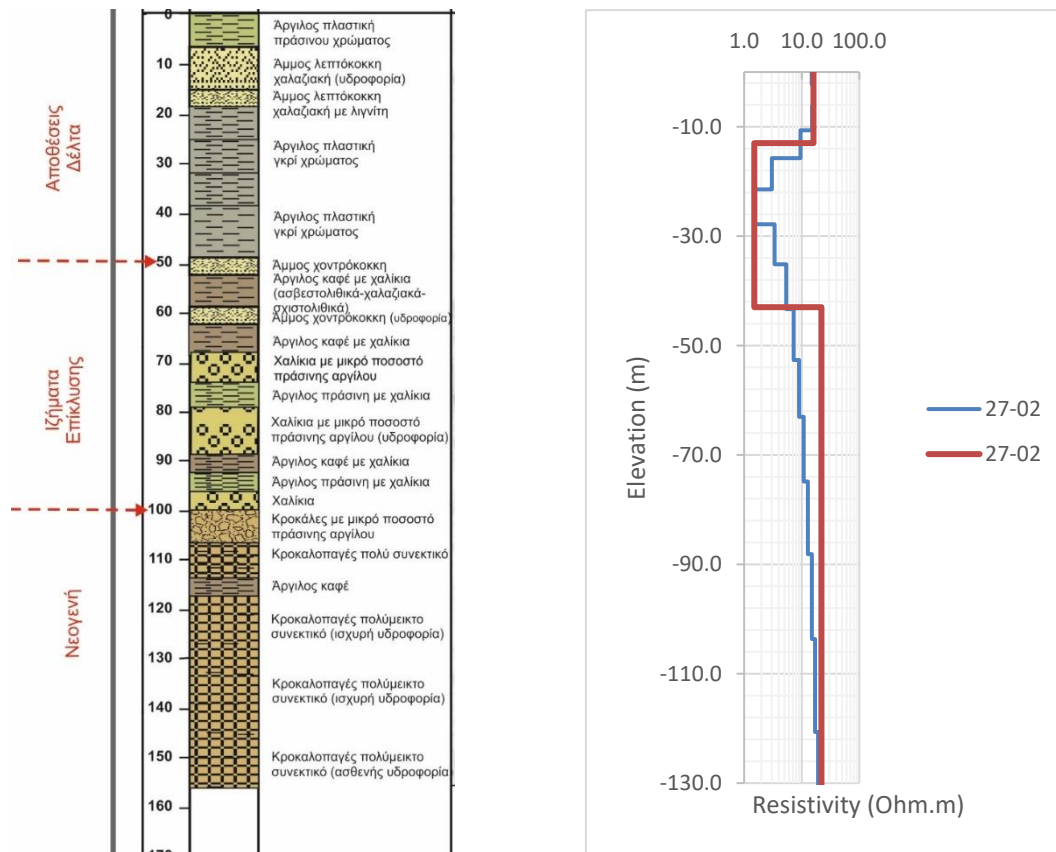 Αποθέσεις
Δέλτα
Ιζήματα
Επίκλυσης
Νεογενή
0
10
20
30
40
50
60
70
80
90
100
110
120
130
140
150
160
170
Άργιλος πλαστική
πράσινου χρώματος
Άμμος λεπτόκοκκη
χαλαζιακή (υδροφορία)
Άμμος λεπτόκοκκη
χαλαζιακή με λιγνίτη
Άργιλος πλαστική
γκρί χρώματος
Άργιλος πλαστική
γκρί χρώματος
Άμμος χοντρόκοκκη
Άργιλος καφέ με χαλίκια
(ασβεστολιθικά-χαλαζιακά-
σχιστολιθικά)
Άμμος χοντρόκοκκη (υδροφορία)
Άργιλος καφέ με χαλίκια
Χαλίκια με μικρό ποσοστό
πράσινης αργίλου
Άργιλος πράσινη με χαλίκια
Χαλίκια με μικρό ποσοστό
πράσινης αργίλου (υδροφορία)
Άργιλος καφέ με χαλίκια
Άργιλος πράσινη με χαλίκια
Χαλίκια
Κροκάλες με μικρό ποσοστό
πράσινης αργίλου
Κροκαλοπαγές πολύ συνεκτικό
Άργιλος καφέ
Κροκαλοπαγές πολύμεικτο
συνεκτικό (ισχυρή υδροφορία)
Κροκαλοπαγές πολύμεικτο
συνεκτικό (ισχυρή υδροφορία)
Κροκαλοπαγές πολύμεικτο
συνεκτικό (ασθενής υδροφορία)
1.0 10.0 100.0
-10.0
-30.0
-50.0
-70.0
-90.0
-110.0
-130.0
Elevation (m)
Resistivity (Ohm.m)
27-02
27-02